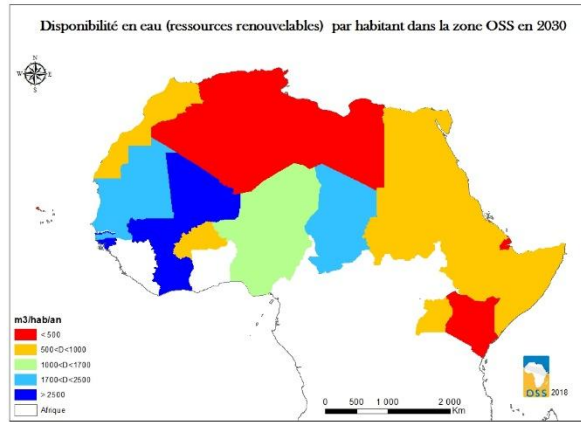 Disponibilité en eau (ressources renouvelables) par habitant dans la zone OSS en 2030
N
W E
S
m3/hab/an
< 500
500<D<1000
1000<D<1700
1700<D<2500
> 2500
Afrique
0 500 1 000 2 000
Km
OSS 2018